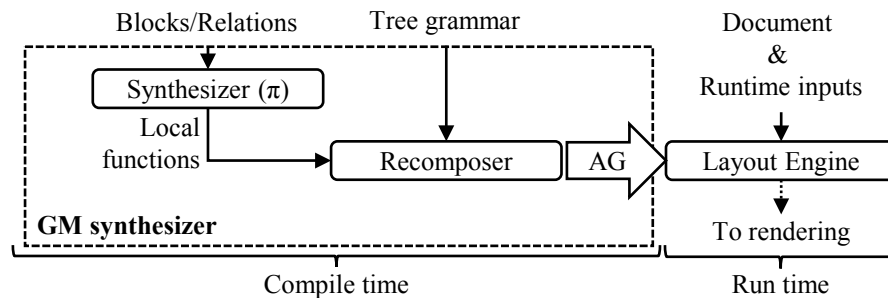 Blocks/Relations
Tree grammar
Document
&
Runtime inputs
Synthesizer (π)
Local
functions
Recomposer
AG
Layout Engine
GM synthesizer
To rendering
Compile time
Run time